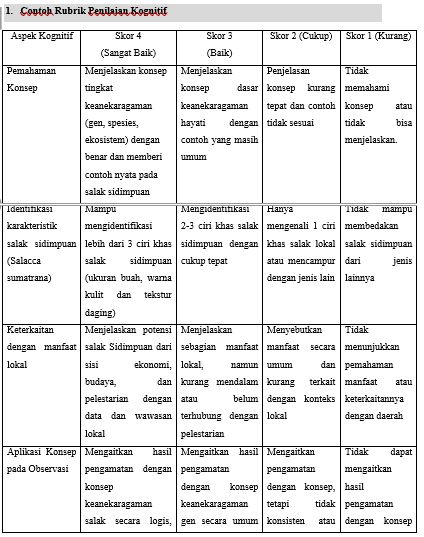 1. Contoh Rubrik Penilaian Kognitif
Aspek Kognitif
Skor 4
(Sangat Baik)
Skor 3
(Baik)
Skor 2 (Cukup)
Skor 1 (Kurang)
Pemahaman
Konsep
Menjelaskan konsep
tingkat
keanekaragaman
(gen, spesies,
ekosistem) dengan
benar dan memberi
contoh nyata pada
salak sidimpuan
Menjelaskan
konsep dasar
keanekaragaman
hayati dengan
contoh yang masih
umum
Penjelasan
konsep kurang
tepat dan contoh
tidak sesuai
Tidak
memahami
konsep atau
tidak bisa
menjelaskan.
Identifikasi
karakteristik
salak sidimpuan
(Salacca
sumatrana)
Mampu
mengidentifikasi
lebih dari 3 ciri khas
salak sidimpuan
(ukuran buah, warna
kulit dan tekstur
daging)
Mengidentifikasi
2-3 ciri khas salak
sidimpuan dengan
cukup tepat
Hanya
mengenali 1 ciri
khas salak lokal
atau mencampur
dengan jenis lain
Tidak mampu
membedakan
salak sidimpuan
dari jenis
lainnya
Keterkaitan
dengan manfaat
lokal
Menjelaskan potensi
salak Sidimpuan dari
sisi ekonomi,
budaya, dan
pelestarian dengan
data dan wawasan
lokal
Menjelaskan
sebagian manfaat
lokal, namun
kurang mendalam
atau belum
terhubung dengan
pelestarian
Menyebutkan
manfaat secara
umum dan
kurang terkait
dengan konteks
lokal
Tidak
menunjukkan
pemahaman
manfaat atau
keterkaitannya
dengan daerah
Aplikasi Konsep
pada Observasi
Mengaitkan hasil
pengamatan dengan
konsep
keanekaragaman
salak secara logis,
Mengaitkan hasil
pengamatan
dengan konsep
keanekaragaman
gen secara umum
Mengaitkan
pengamatan
dengan konsep,
tetapi tidak
konsisten atau
Tidak dapat
mengaitkan
hasil
pengamatan
dengan konsep